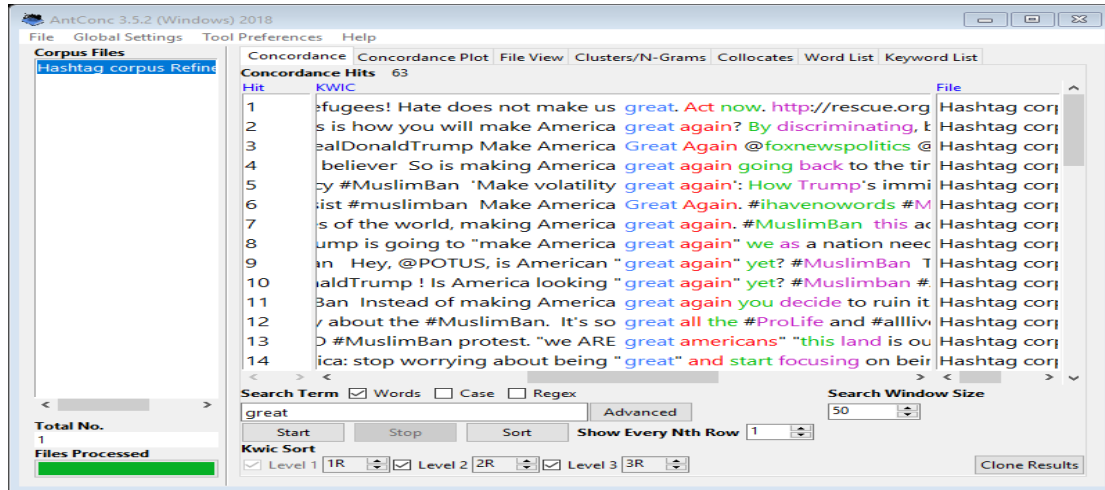 AntConc 3.5.2 (Windows) 2018
File Global Settings Tool Preferences Help
Corpus Files
Hashtag corpus Refine
Total No.
1
Files Processed
Concordance Concordance Plot File View Clusters/N-Grams Collocates Word List Keyword List
Concordance Hits 63
Hit KWIC File
1 efugees! Hate does not make us great. Act now. http://rescue.org Hashtag corp
2 s is how you will make America great again? By discriminating, b Hashtag corp
3 ealDonaldTrump Make America Great Again @foxnewspolitics @ Hashtag corp
4 believer So is making America great again going back to the tir Hashtag corp
5 cy #MuslimBan 'Make volatility great again': How Trump's immi Hashtag corp
6 ist #muslimban Make America Great Again. #ihavenowords #M Hashtag corp
7 s of the world, making America great again. #MuslimBan this ac Hashtag corp
8 ump is going to "make America great again" we as a nation neec Hashtag corp
9 an Hey, @POTUS, is American "great again" yet? #MuslimBan T Hashtag corp
10 naldTrump ! Is America looking "great again" yet? #Muslimban # Hashtag corp
11 Ban Instead of making America great again you decide to ruin it Hashtag corp
12 y about the #MuslimBan. It's so great all the #ProLife and #allliv Hashtag corp
13 O #MuslimBan protest. "we ARE great americans" "this land is ou Hashtag corp
14 ica: stop worrying about being "great" and start focusing on beir Hashtag corp
Search Term Words Case Regex Search Window Size
great Advanced 50
Start Stop Sort Show Every Nth Row 1
Kwic Sort
Level 1 1R Level 2 2R Level 3 3R Clone Results